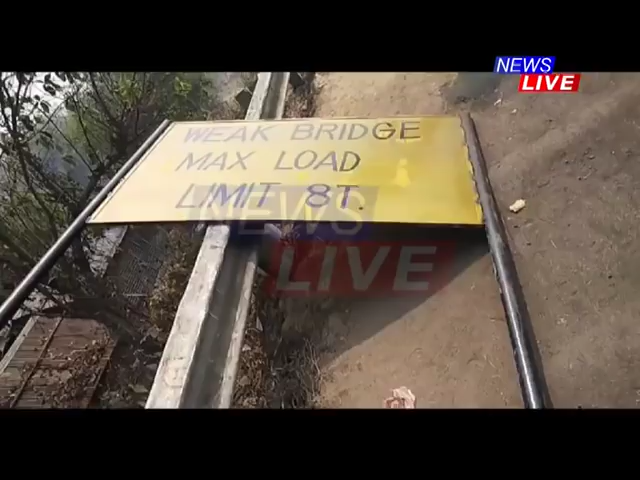 NEWS
LIVE
WEAK BRIDGE
MAX LOAD
LIMIT 8T.
NEWS
LIVE